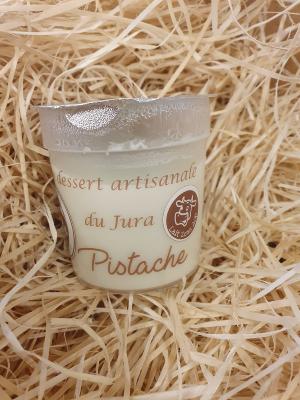 dessert artisanale
du Jura
Pistache